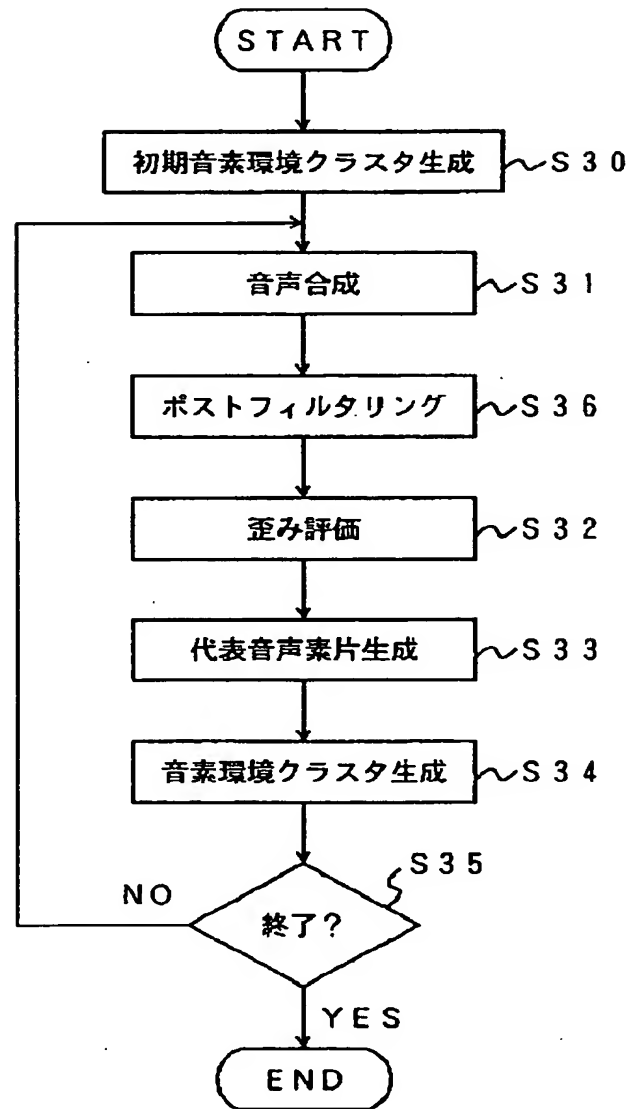 START
初期音素環境クラスタ生成 S30
音声合成 S31
ポストフィルタリング S36
歪み評価 S32
代表音声素片生成 S33
音素環境クラスタ生成 S34
S35
NO
終了?
YES
END